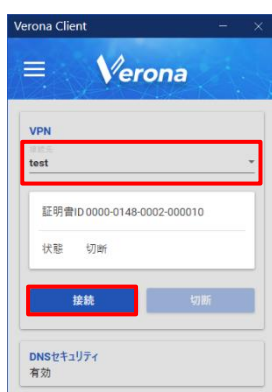 Verona Client
Verona
VPN
接続先
test
証明書ID 0000-0148-0002-000010
状態 切断
接続 切断
DNSセキュリティ
有効